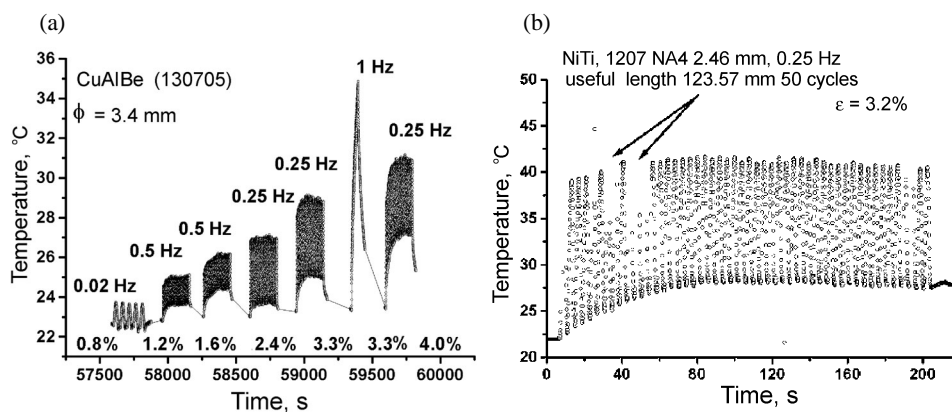 (a)
36
34
32
30
28
26
24
22
Temperature, °C
CuAlBe (130705)
ϕ = 3.4 mm
0.02 Hz
0.5 Hz
0.5 Hz
0.25 Hz
0.25 Hz
1 Hz
0.25 Hz
0.8% 1.2% 1.6% 2.4% 3.3% 3.3% 4.0%
57500 58000 58500 59000 59500 60000
Time, s
(b)
NiTi, 1207 NA4 2.46 mm, 0.25 Hz
useful length 123.57 mm 50 cycles
ε = 3.2%
50
45
40
35
30
25
20
Temperature, °C
0 40 80 120 160 200
Time, s